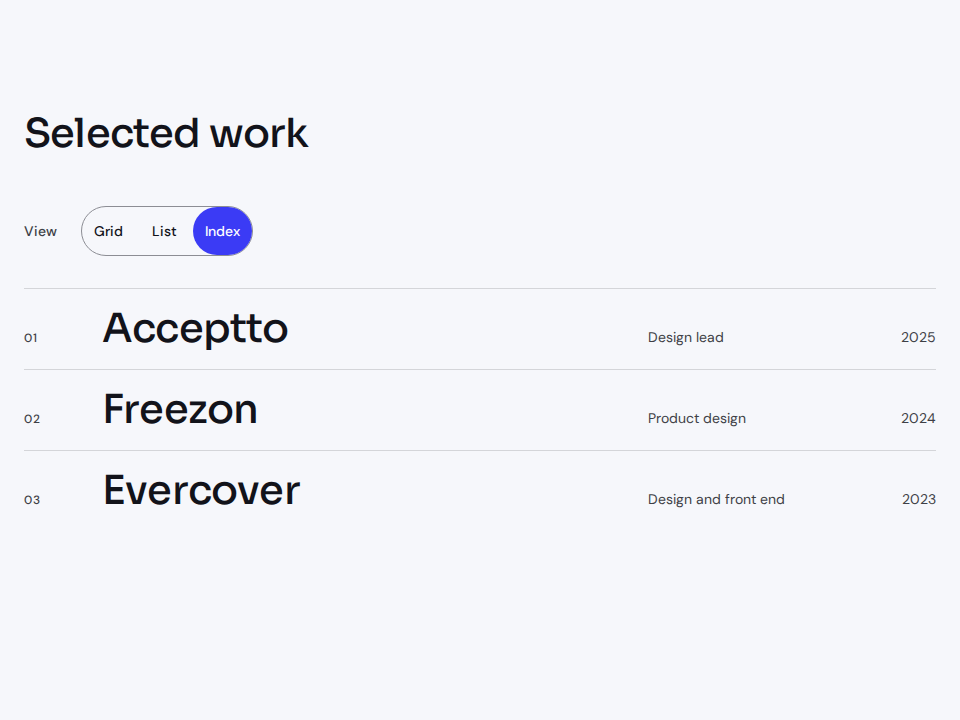 Selected work
View Grid List Index
01 Acceptto Design lead 2025
02 Freezon Product design 2024
03 Evercover Design and front end 2023